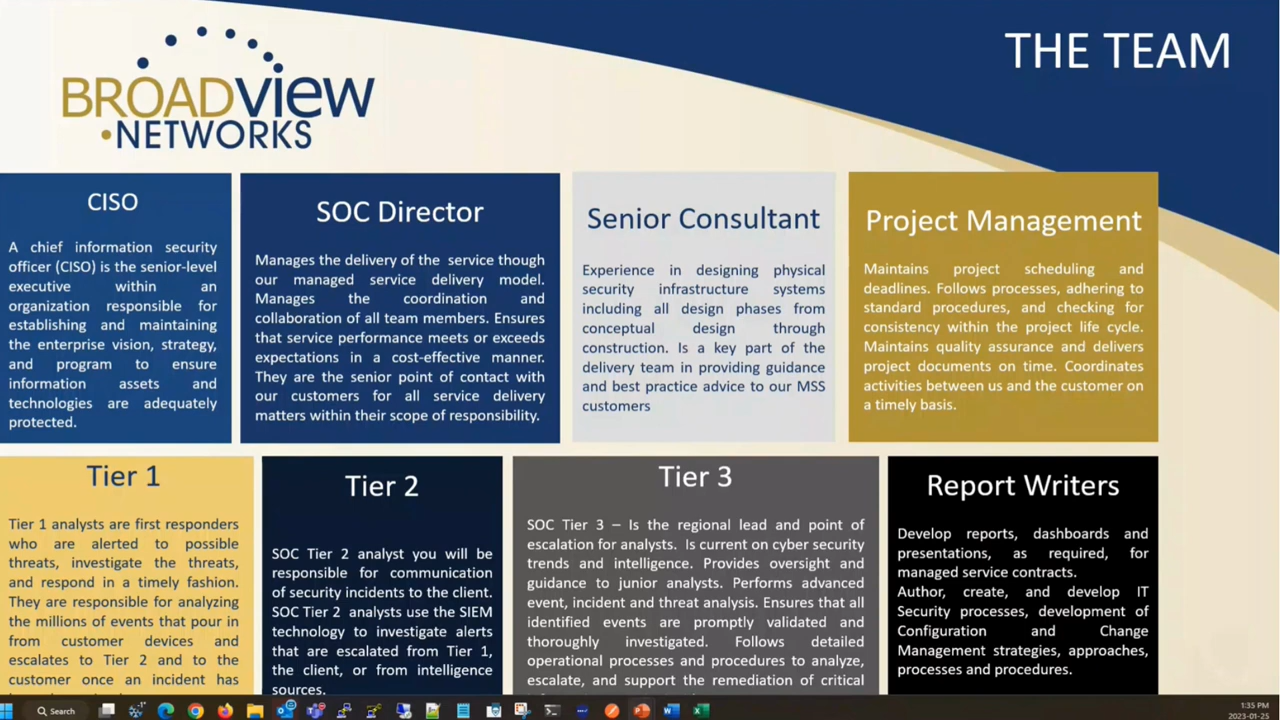 BROADVIEW
NETWORKS
THE TEAM
CISO
A chief information security
officer (CISO) is the senior-level
executive within an
organization responsible for
establishing and maintaining
the enterprise vision, strategy,
and program to ensure
information assets and
technologies are adequately
protected.
SOC Director
Manages the delivery of the service though
our managed service delivery model.
Manages the coordination and
collaboration of all team members. Ensures
that service performance meets or exceeds
expectations in a cost-effective manner.
They are the senior point of contact with
our customers for all service delivery
matters within their scope of responsibility.
Senior Consultant
Experience in designing physical
security infrastructure systems
including all design phases from
conceptual design through
construction. Is a key part of the
delivery team in providing guidance
and best practice advice to our MSS
customers
Project Management
Maintains project scheduling and
deadlines. Follows processes, adhering to
standard procedures, and checking for
consistency within the project life cycle.
Maintains quality assurance and delivers
project documents on time. Coordinates
activities between us and the customer on
a timely basis.
Tier 1
Tier 1 analysts are first responders
who are alerted to possible
threats, investigate the threats,
and respond in a timely fashion.
They are responsible for analyzing
the millions of events that pour in
from customer devices and
escalates to Tier 2 and to the
customer once an incident has
Tier 2
SOC Tier 2 analyst you will be
responsible for communication
of security incidents to the client.
SOC Tier 2 analysts use the SIEM
technology to investigate alerts
that are escalated from Tier 1,
the client, or from intelligence
sources.
Tier 3
SOC Tier 3 – Is the regional lead and point of
escalation for analysts. Is current on cyber security
trends and intelligence. Provides oversight and
guidance to junior analysts. Performs advanced
event, incident and threat analysis. Ensures that all
identified events are promptly validated and
thoroughly investigated. Follows detailed
operational processes and procedures to analyze,
escalate, and support the remediation of critical
Report Writers
Develop reports, dashboards and
presentations, as required, for
managed service contracts.
Author, create, and develop IT
Security processes, development of
Configuration and Change
Management strategies, approaches,
processes and procedures.
Search
1:35 PM
2023-01-25